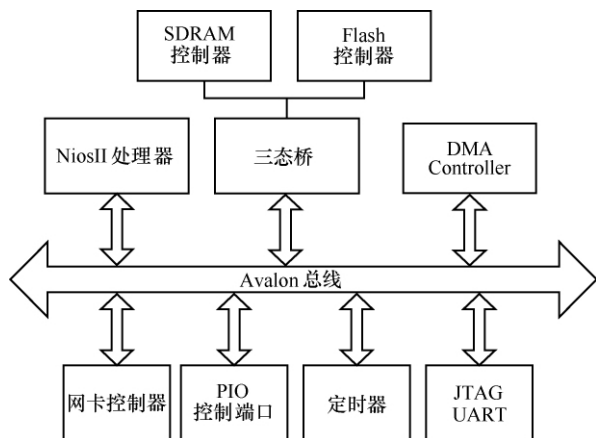 SDRAM
控制器
Flash
控制器
NiosII 处理器
三态桥
DMA
Controller
Avalon 总线
网卡控制器
PIO
控制端口
定时器
JTAG
UART